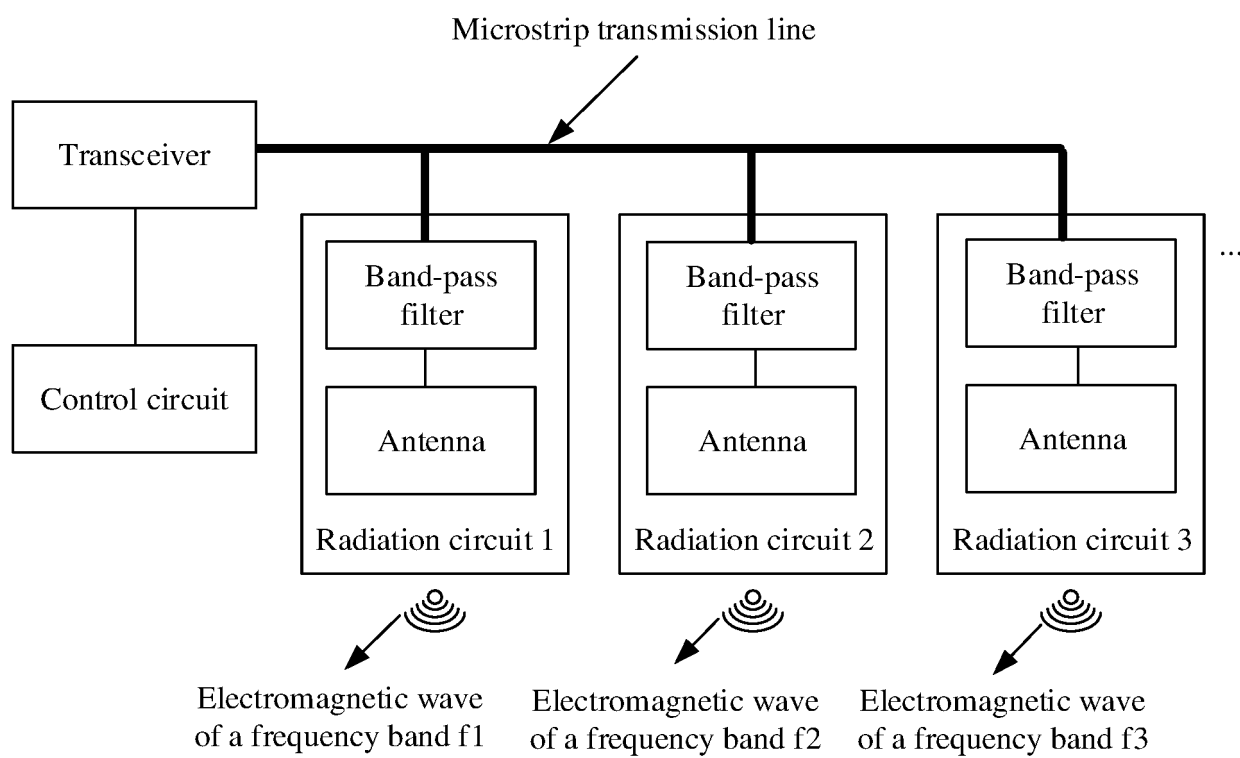 Microstrip transmission line
Transceiver
Control circuit
Band-pass
filter
Antenna
Radiation circuit 1
Band-pass
filter
Antenna
Radiation circuit 2
Band-pass
filter
Antenna
Radiation circuit 3
...
Electromagnetic wave
of a frequency band f1
Electromagnetic wave
of a frequency band f2
Electromagnetic wave
of a frequency band f3